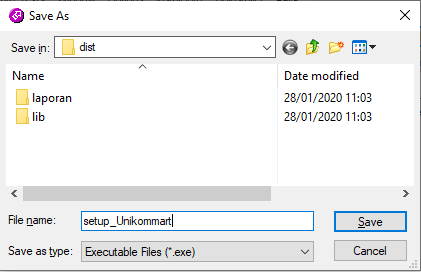 Save As
Save in: dist
Name Date modified
laporan 28/01/2020 11:03
lib 28/01/2020 11:03
File name: setup_Unikommart Save
Save as type: Executable Files (*.exe) Cancel